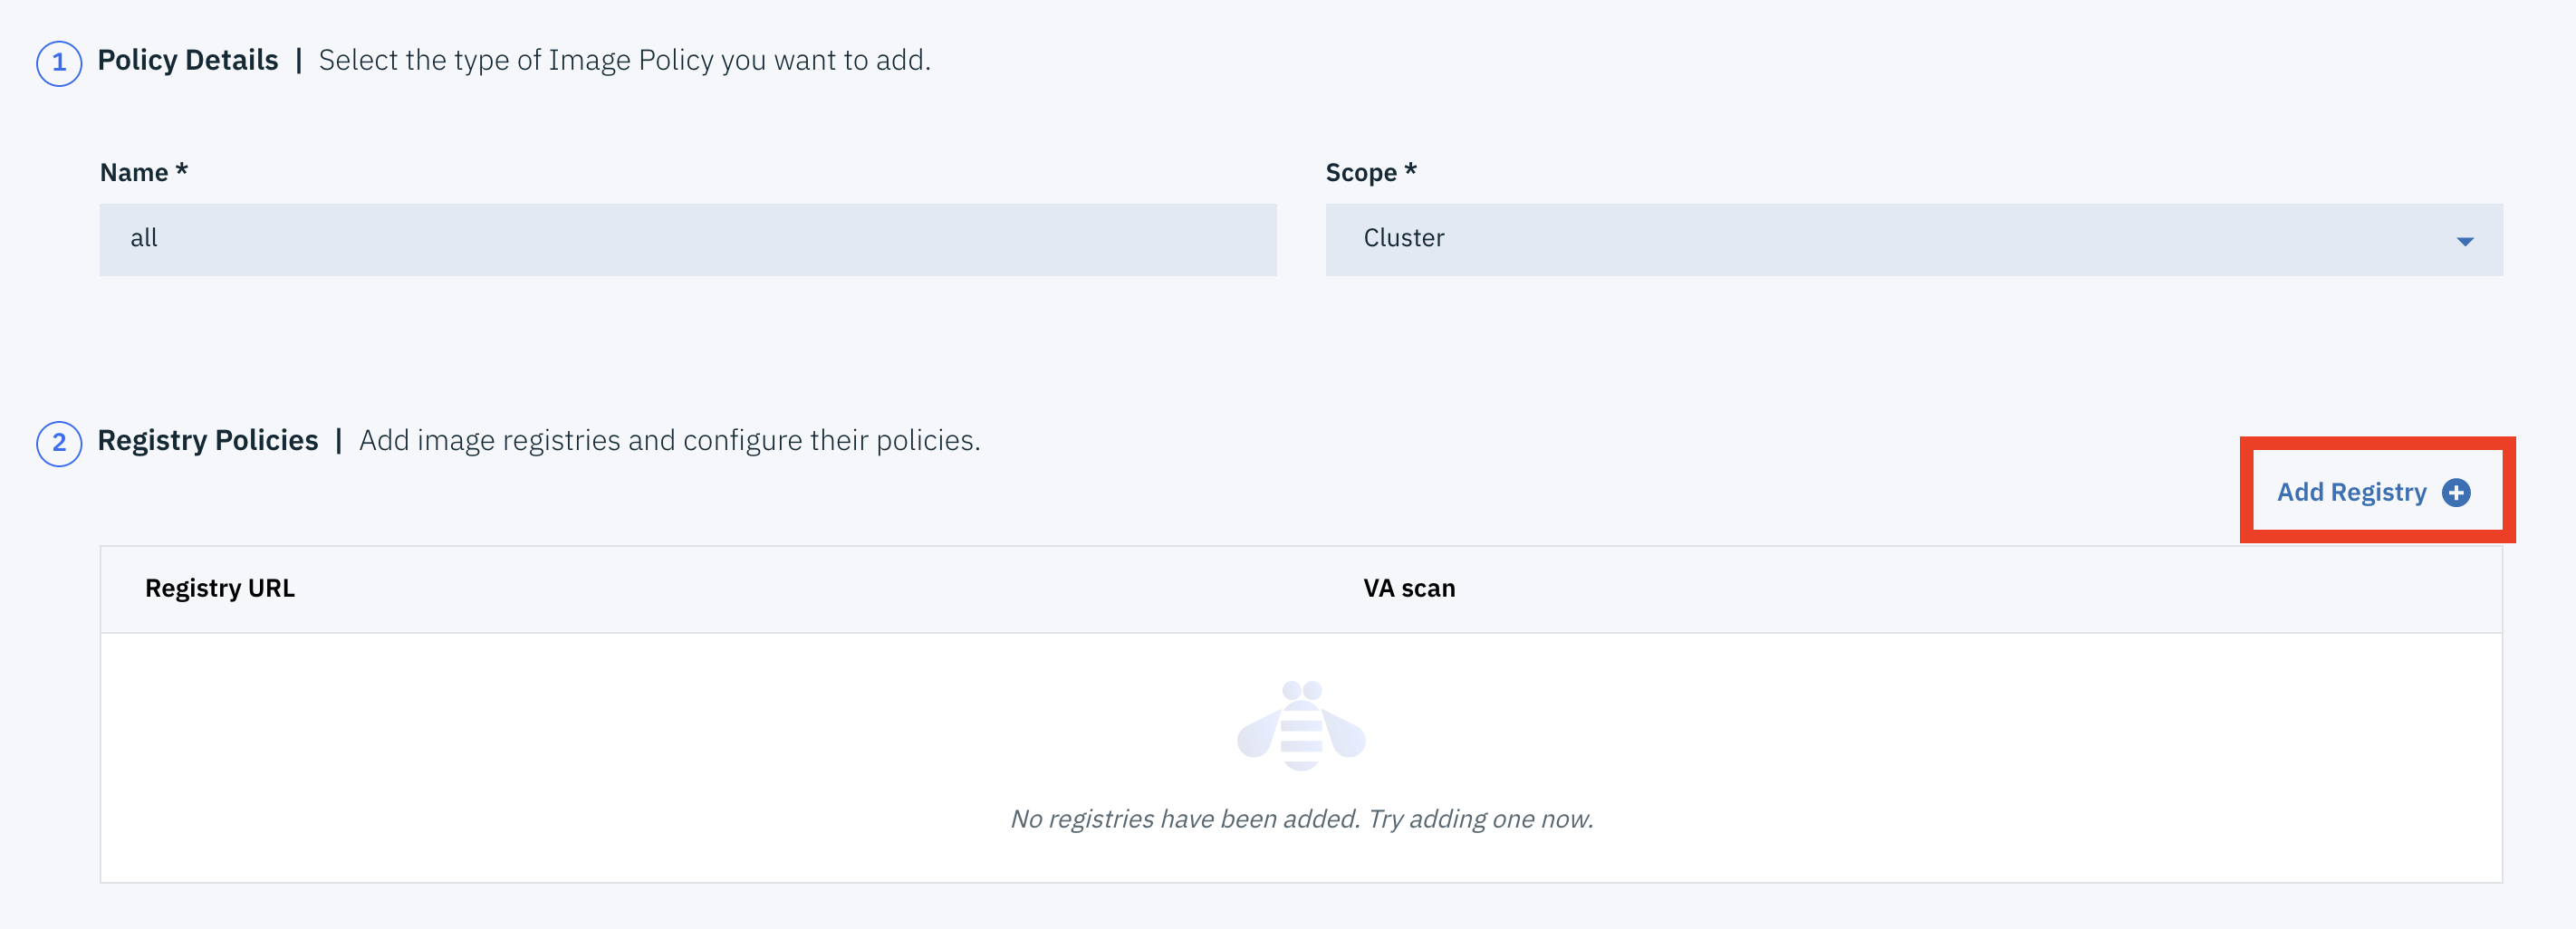 1 Policy Details | Select the type of Image Policy you want to add.
Name * Scope *
all Cluster
2 Registry Policies | Add image registries and configure their policies.
Add Registry
Registry URL VA scan
No registries have been added. Try adding one now.